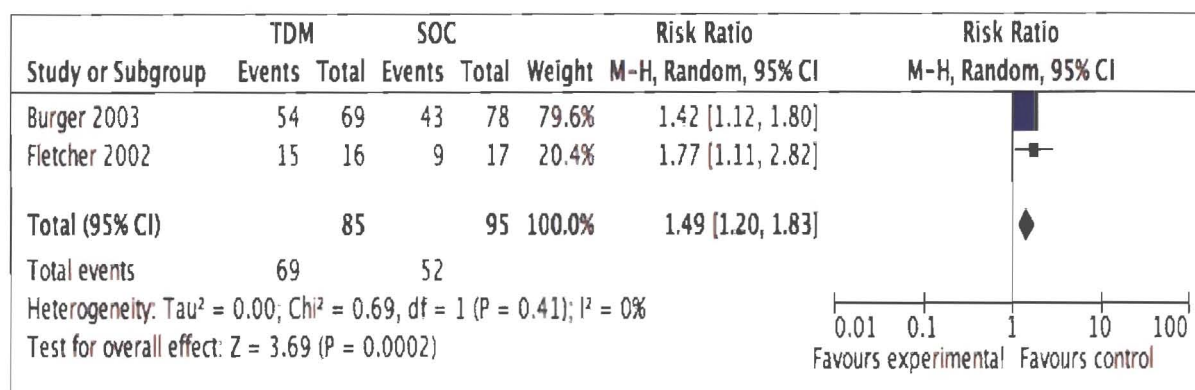 TDM SOC Risk Ratio Risk Ratio
Study or Subgroup Events Total Events Total Weight M-H, Random, 95% CI M-H, Random, 95% CI
Burger 2003 54 69 43 78 79.6% 1.42 [1.12, 1.80]
Fletcher 2002 15 16 9 17 20.4% 1.77 [1.11, 2.82]
Total (95% CI) 85 95 100.0% 1.49 [1.20, 1.83]
Total events 69 52
Heterogeneity: Tau² = 0.00; Chi² = 0.69, df = 1 (P = 0.41); I² = 0%
Test for overall effect: Z = 3.69 (P = 0.0002)
0.01 0.1 1 10 100
Favours experimental Favours control